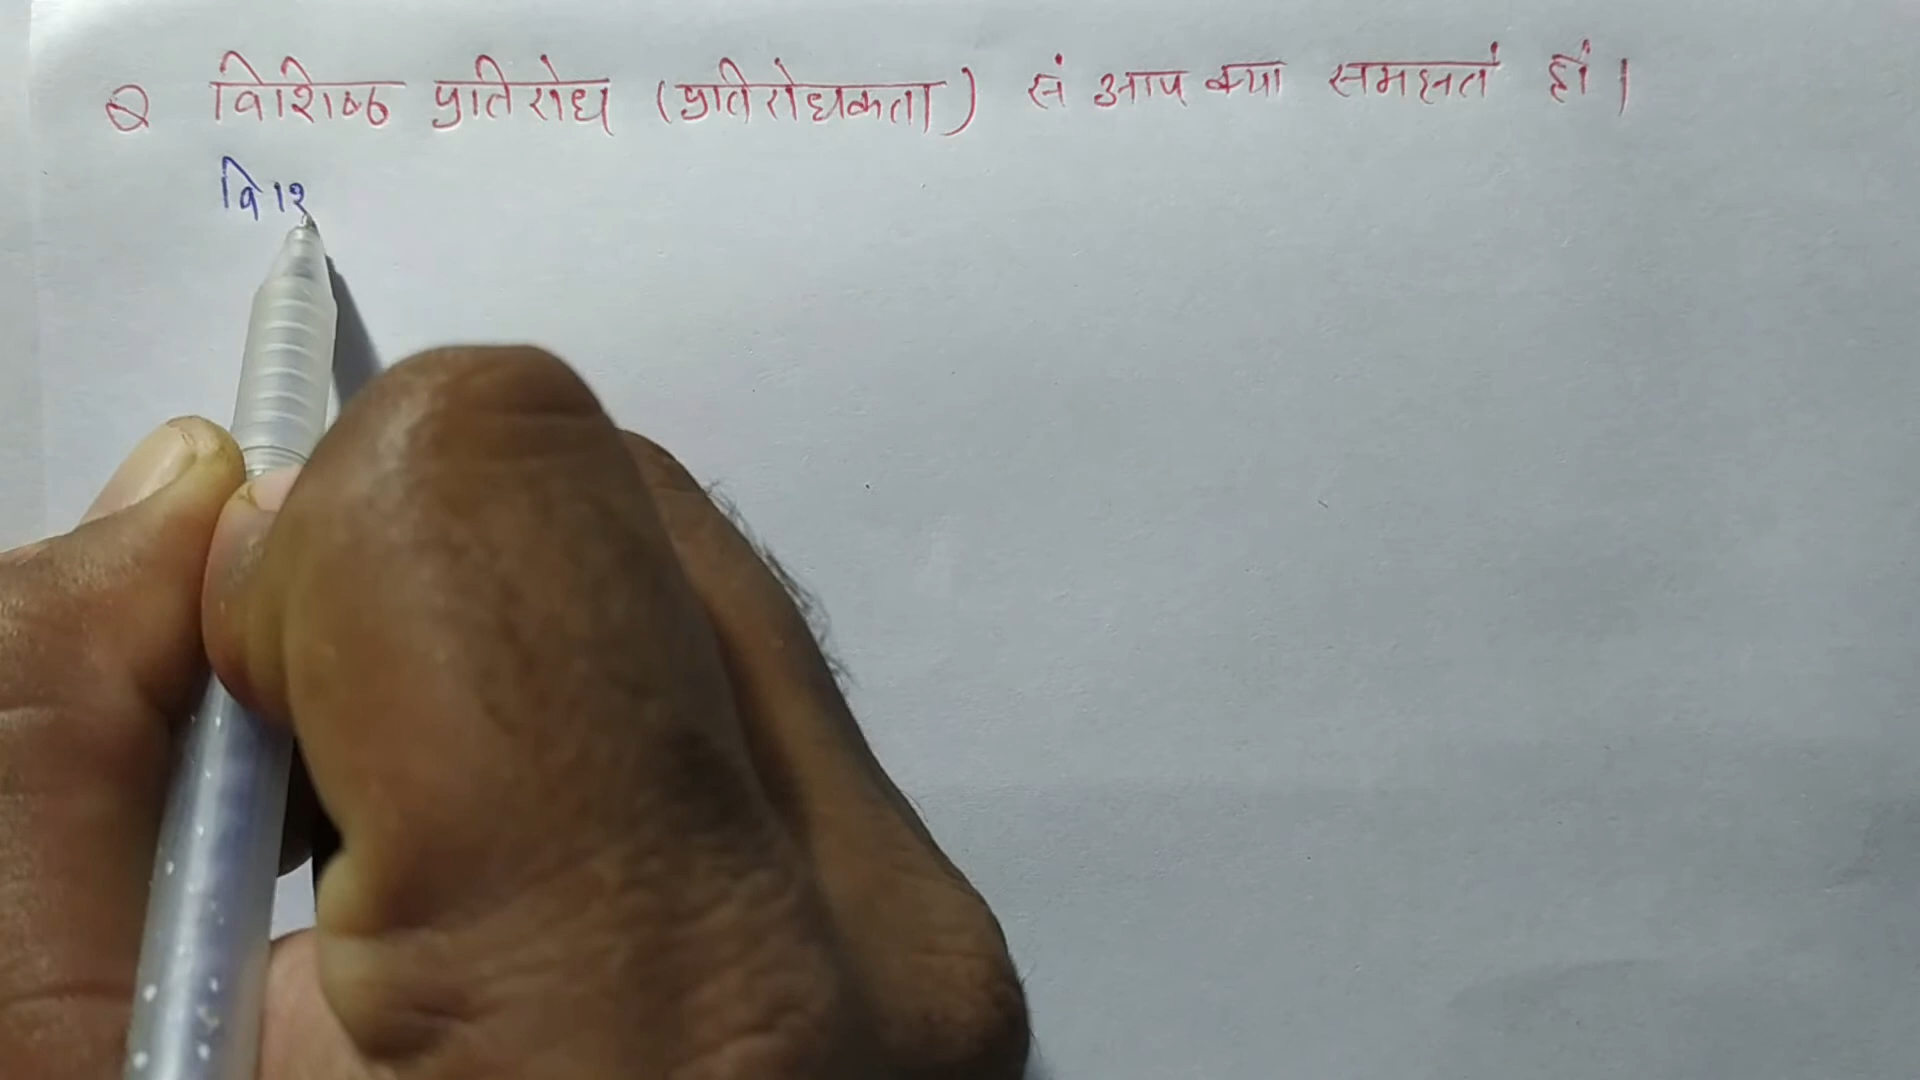 Q विशिष्ठ प्रतिरोध (प्रतिरोधकता) सं आप क्या समझतं हों।
विश